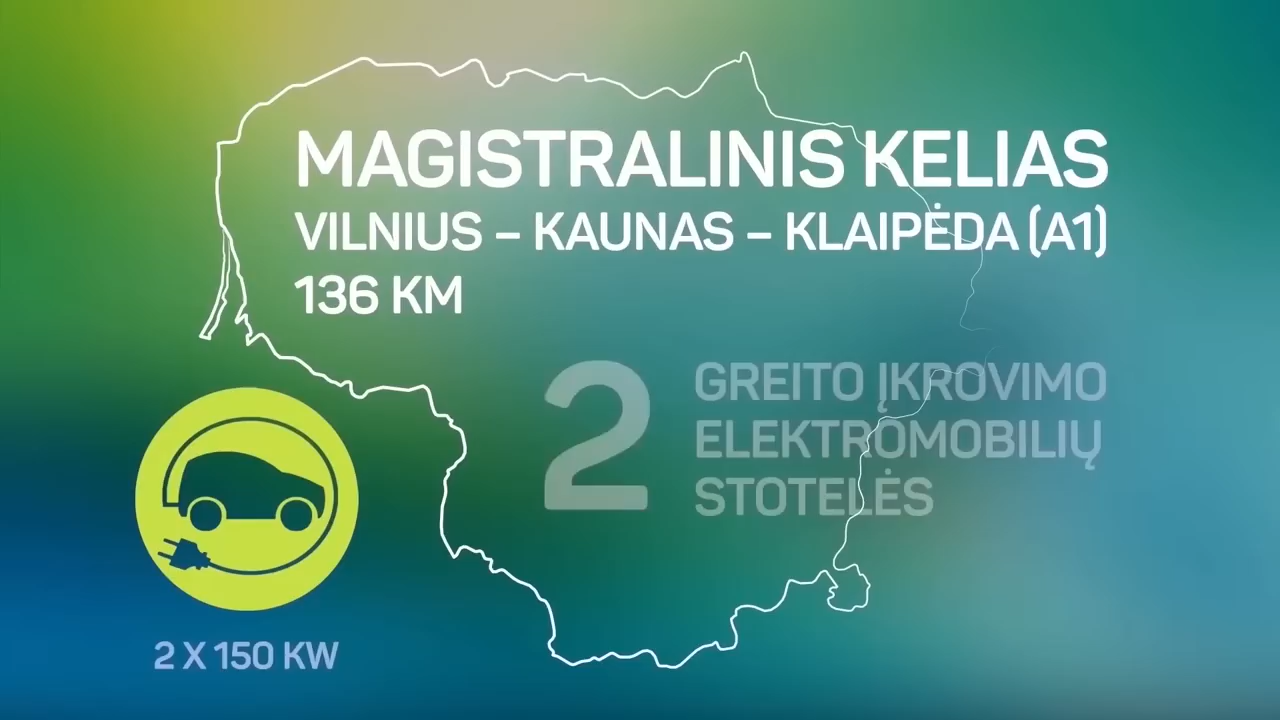 MAGISTRALINIS KELIAS
VILNIUS – KAUNAS – KLAIPĖDA (A1)
136 KM
2
GREITO ĮKROVIMO
ELEKTROMOBILIŲ
STOTELĖS
2 X 150 KW